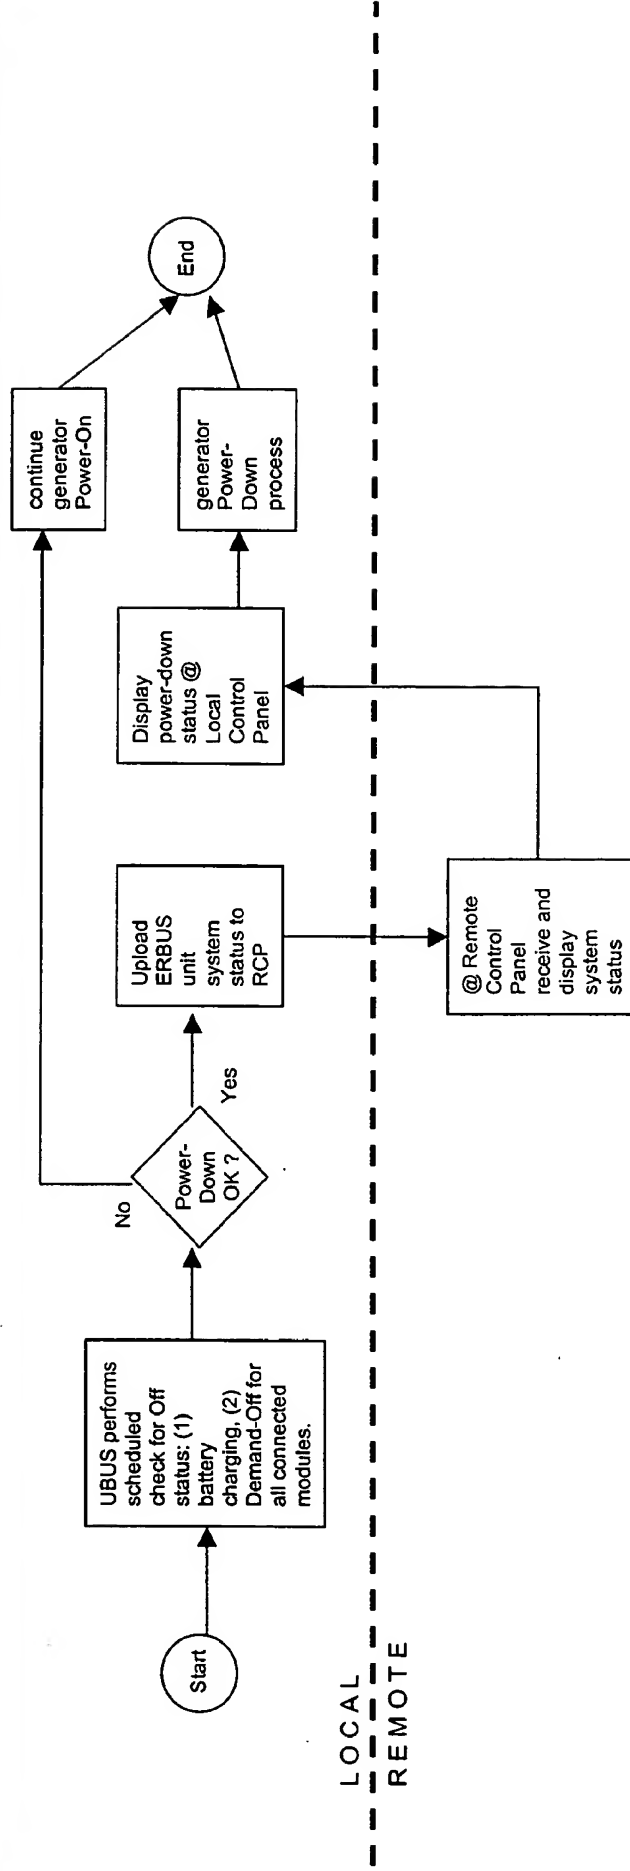 Start
UBUS performs
scheduled
check for Off
status: (1)
battery
charging, (2)
Demand-Off for
all connected
modules.
Power-
Down
OK ?
No
Yes
continue
generator
Power-On
Upload
ERBUS
unit
system
status to
RCP
Display
power-down
status @
Local
Control
Panel
generator
Power-
Down
process
End
LOCAL
REMOTE
@ Remote
Control
Panel
receive and
display
system
status